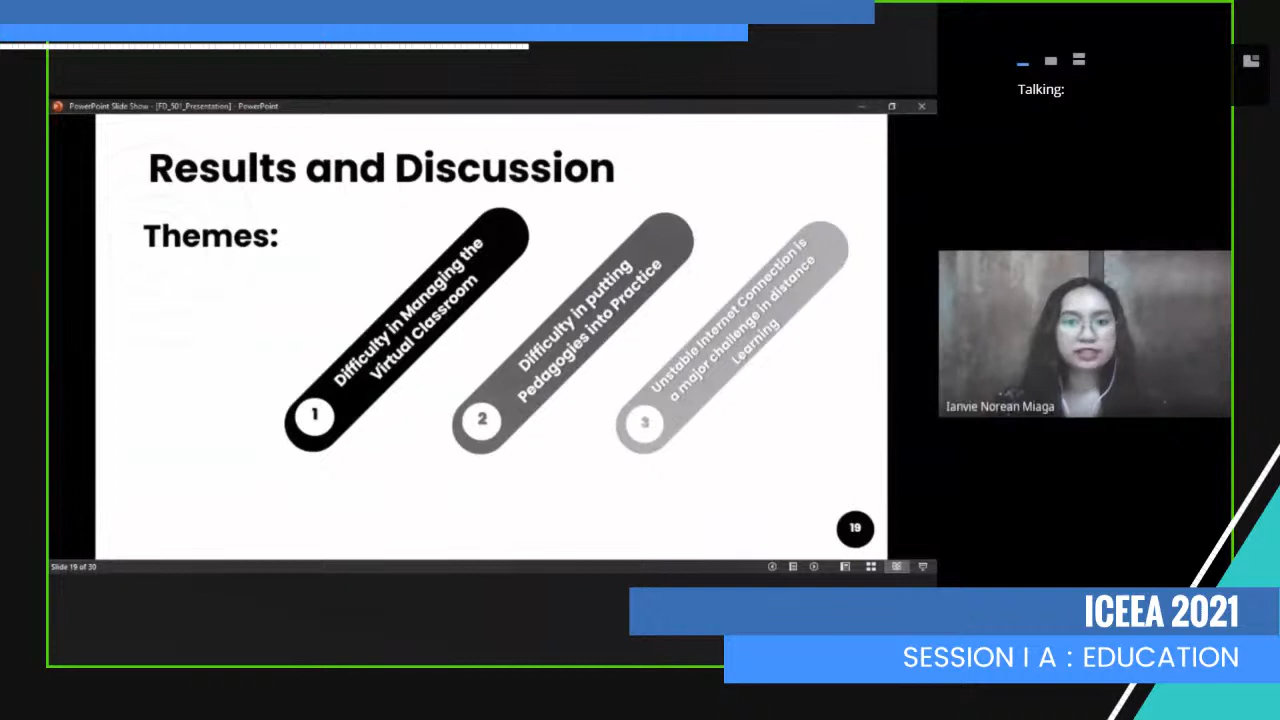 Talking:
PowerPoint Slide Show - [FD_501_Presentation] - PowerPoint
Results and Discussion
Themes:
Difficulty in Managing the
Virtual Classroom
1
Difficulty in putting
Pedagogies into Practice
2
Unstable Internet Connection is
a major challenge in distance
Learning
3
Ianvie Norean Miaga
19
Slide 19 of 30
ICEEA 2021
SESSION I A : EDUCATION